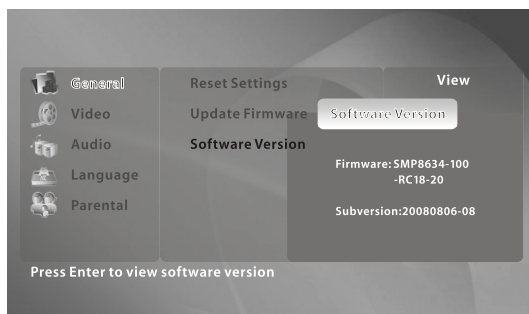 General
Video
Audio
Language
Parental
Reset Settings
Update Firmware
Software Version
View
Software Version
Firmware: SMP8634-100
-RC18-20
Subversion:20080806-08
Press Enter to view software version